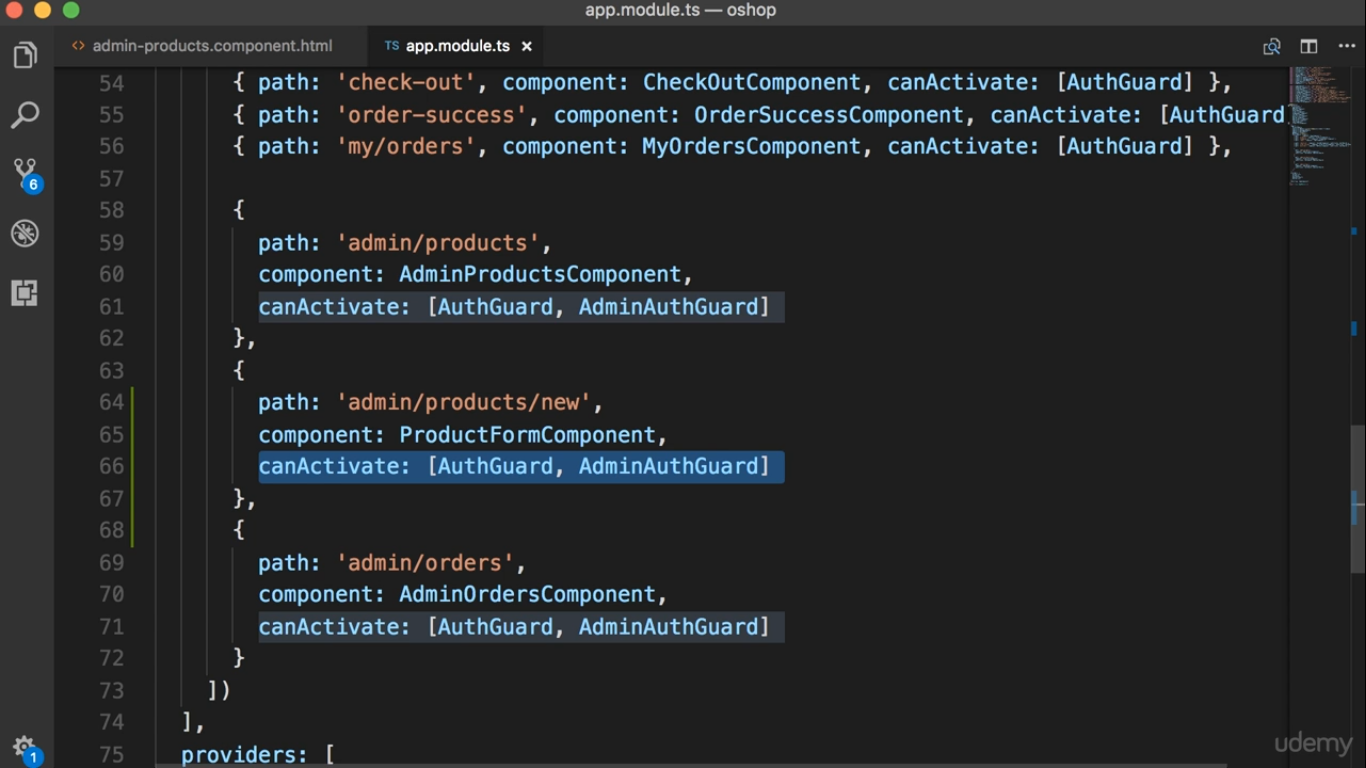 app.module.ts — oshop
<> admin-products.component.html TS app.module.ts ×
54 { path: 'check-out', component: CheckOutComponent, canActivate: [AuthGuard] },
55 { path: 'order-success', component: OrderSuccessComponent, canActivate: [AuthGuard
56 { path: 'my/orders', component: MyOrdersComponent, canActivate: [AuthGuard] },
57
58 {
59 path: 'admin/products',
60 component: AdminProductsComponent,
61 canActivate: [AuthGuard, AdminAuthGuard]
62 },
63 {
64 path: 'admin/products/new',
65 component: ProductFormComponent,
66 canActivate: [AuthGuard, AdminAuthGuard]
67 },
68 {
69 path: 'admin/orders',
70 component: AdminOrdersComponent,
71 canActivate: [AuthGuard, AdminAuthGuard]
72 }
73 ])
74 ],
75 providers: [
6
1
udemy